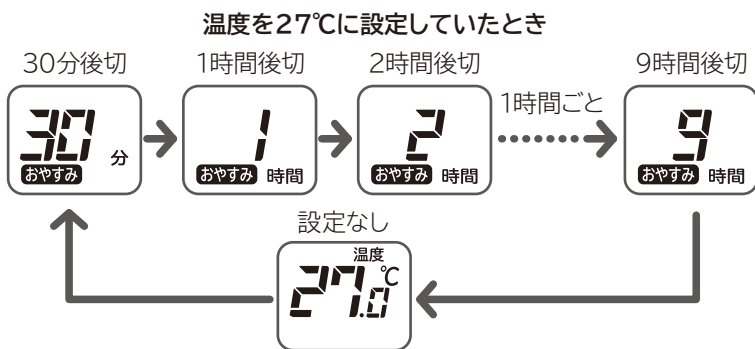 温度を27℃に設定していたとき
30分後切
1時間後切
2時間後切
9時間後切
30
分
おやすみ
1
おやすみ 時間
2
おやすみ 時間
1時間ごと
9
おやすみ 時間
設定なし
温度
27.0℃